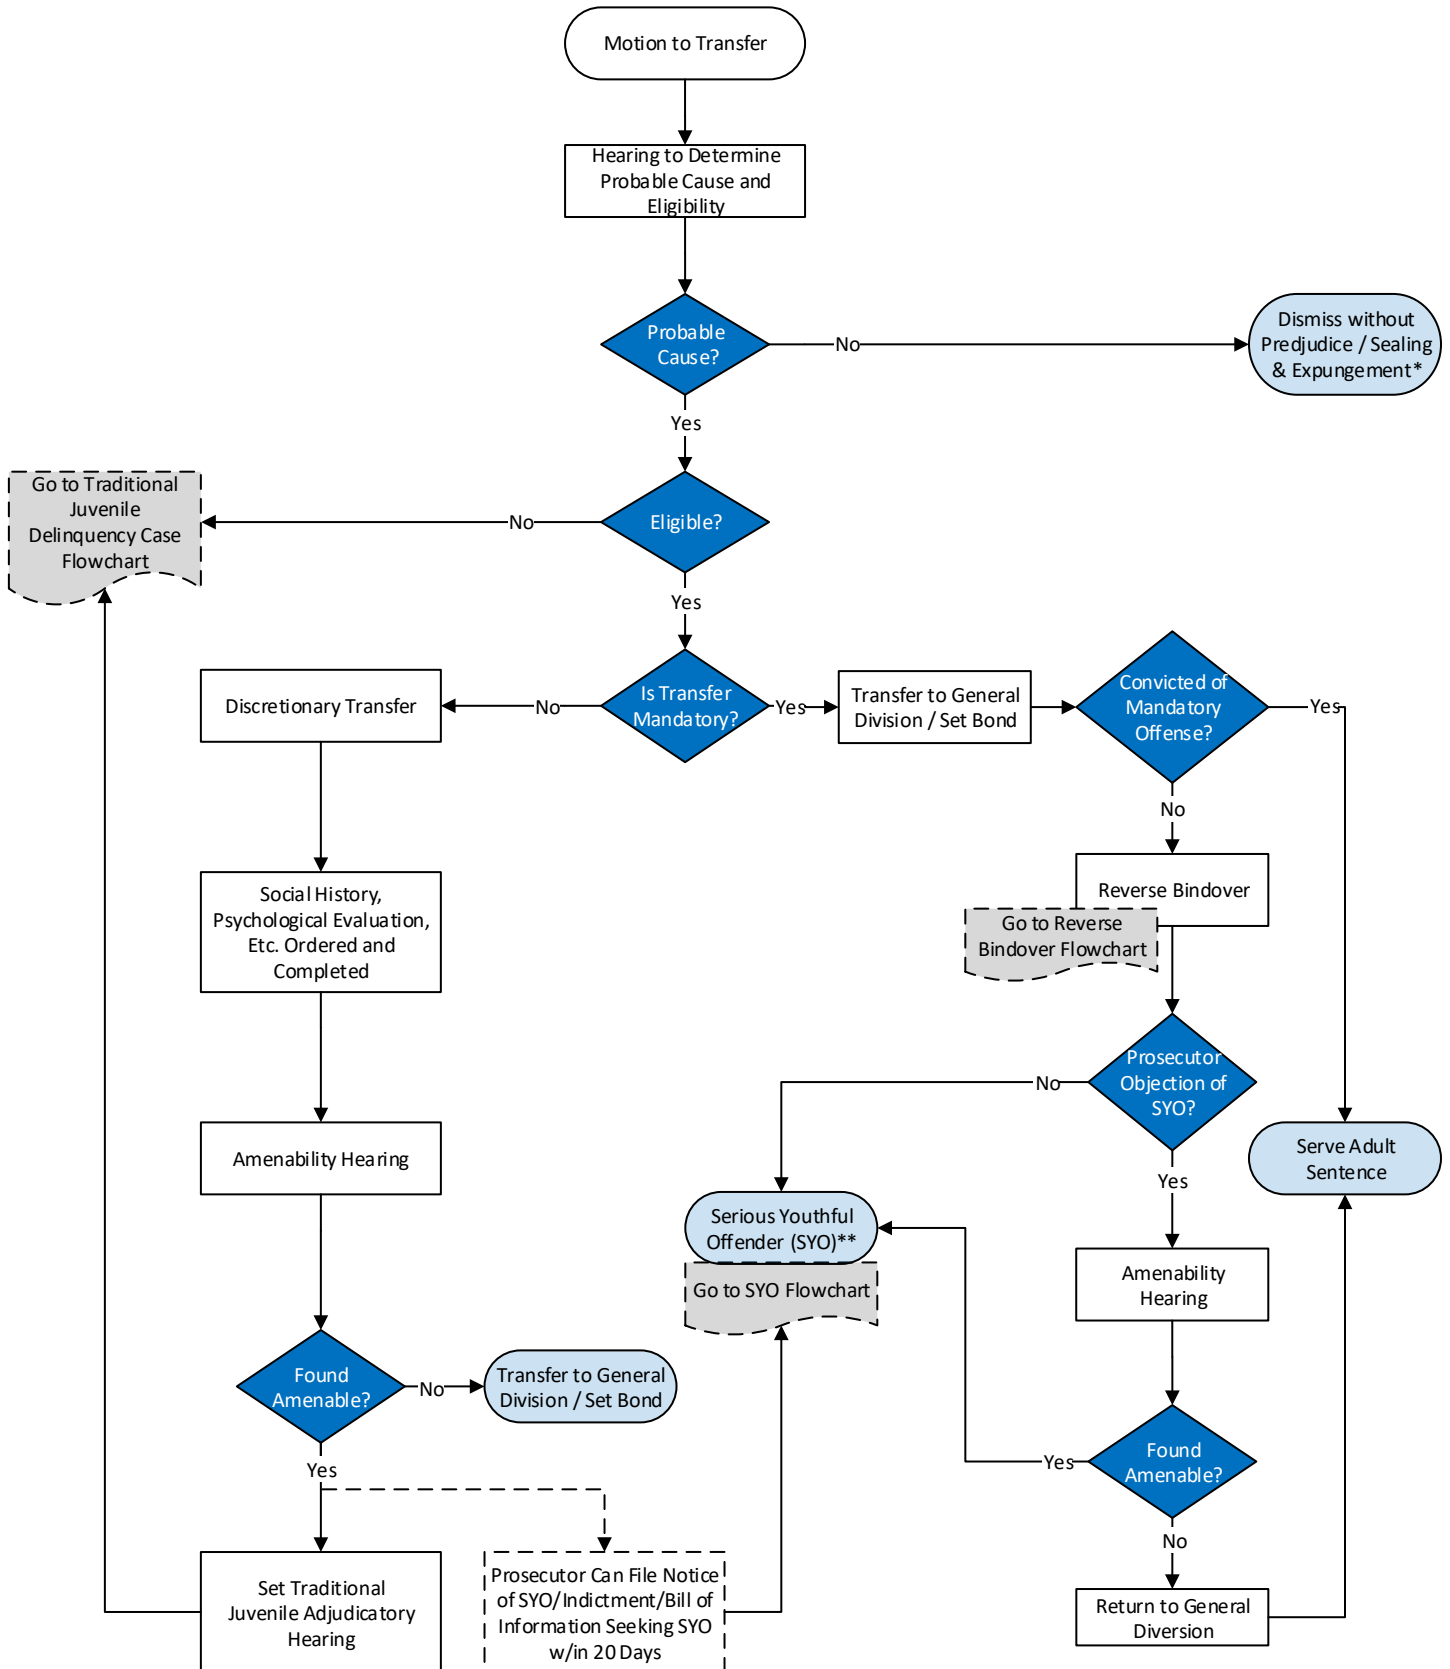 Motion to Transfer
Hearing to Determine
Probable Cause and
Eligibility
Probable
Cause?
No
Dismiss without
Predjudice / Sealing
& Expungement*
Yes
Go to Traditional
Juvenile
Delinquency Case
Flowchart
No
Eligible?
Yes
Discretionary Transfer
No
Is Transfer
Mandatory?
Yes
Transfer to General
Division / Set Bond
Convicted of
Mandatory
Offense?
Yes
No
Social History,
Psychological Evaluation,
Etc. Ordered and
Completed
Reverse Bindover
Go to Reverse
Bindover Flowchart
Prosecutor
Objection of
SYO?
No
Yes
Amenability Hearing
Serve Adult
Sentence
Serious Youthful
Offender (SYO)**
Go to SYO Flowchart
Amenability
Hearing
Found
Amenable?
No
Transfer to General
Division / Set Bond
Yes
Found
Amenable?
Yes
No
Set Traditional
Juvenile Adjudicatory
Hearing
Prosecutor Can File Notice
of SYO/Indictment/Bill of
Information Seeking SYO
w/in 20 Days
Return to General
Diversion